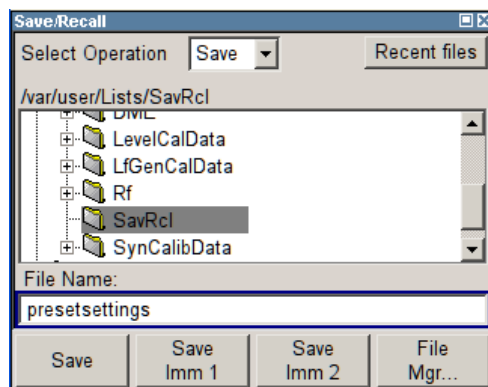 Save/Recall
Select Operation Save Recent files
/var/user/Lists/SavRcl
DME
LevelCalData
LfGenCalData
Rf
SavRcl
SynCalibData
File Name:
presetsettings
Save
Save Imm 1
Save Imm 2
File Mgr...